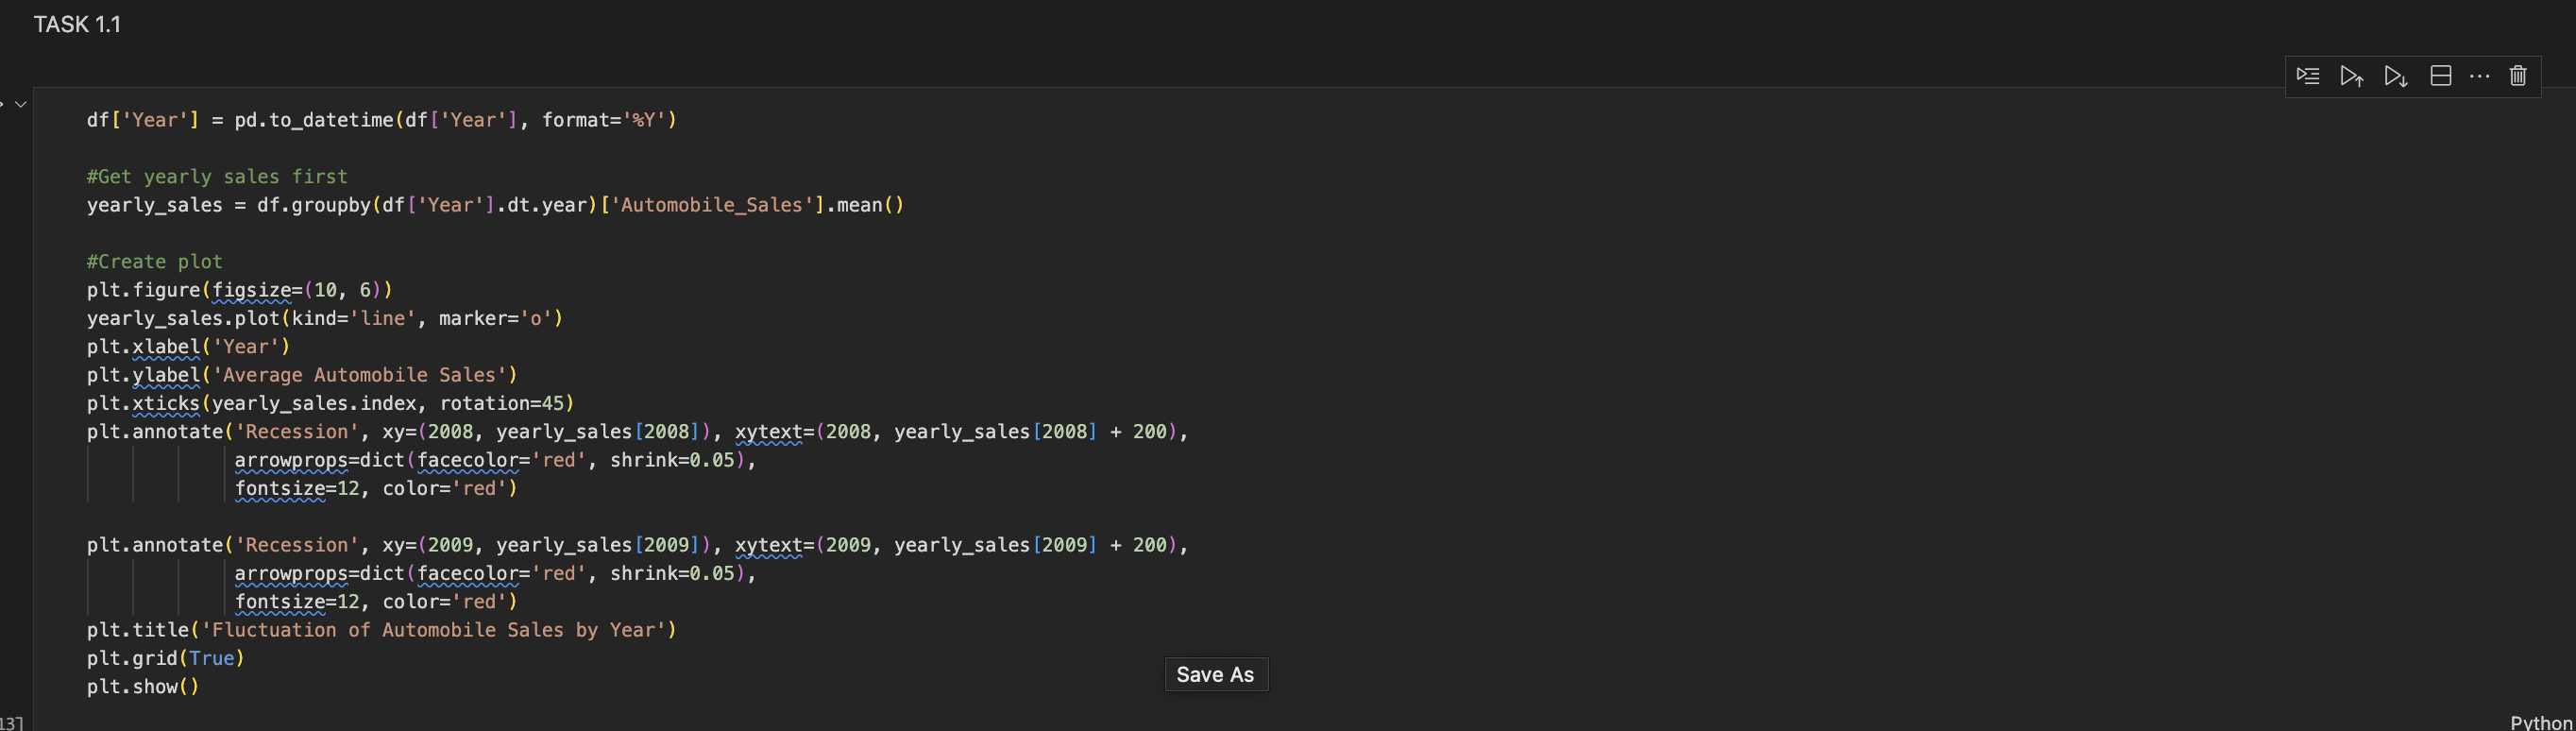 TASK 1.1
df['Year'] = pd.to_datetime(df['Year'], format='%Y')
#Get yearly sales first
yearly_sales = df.groupby(df['Year'].dt.year)['Automobile_Sales'].mean()
#Create plot
plt.figure(figsize=(10, 6))
yearly_sales.plot(kind='line', marker='o')
plt.xlabel('Year')
plt.ylabel('Average Automobile Sales')
plt.xticks(yearly_sales.index, rotation=45)
plt.annotate('Recession', xy=(2008, yearly_sales[2008]), xytext=(2008, yearly_sales[2008] + 200),
arrowprops=dict(facecolor='red', shrink=0.05),
fontsize=12, color='red')
plt.annotate('Recession', xy=(2009, yearly_sales[2009]), xytext=(2009, yearly_sales[2009] + 200),
arrowprops=dict(facecolor='red', shrink=0.05),
fontsize=12, color='red')
plt.title('Fluctuation of Automobile Sales by Year')
plt.grid(True)
plt.show()
Save As
13]
Python